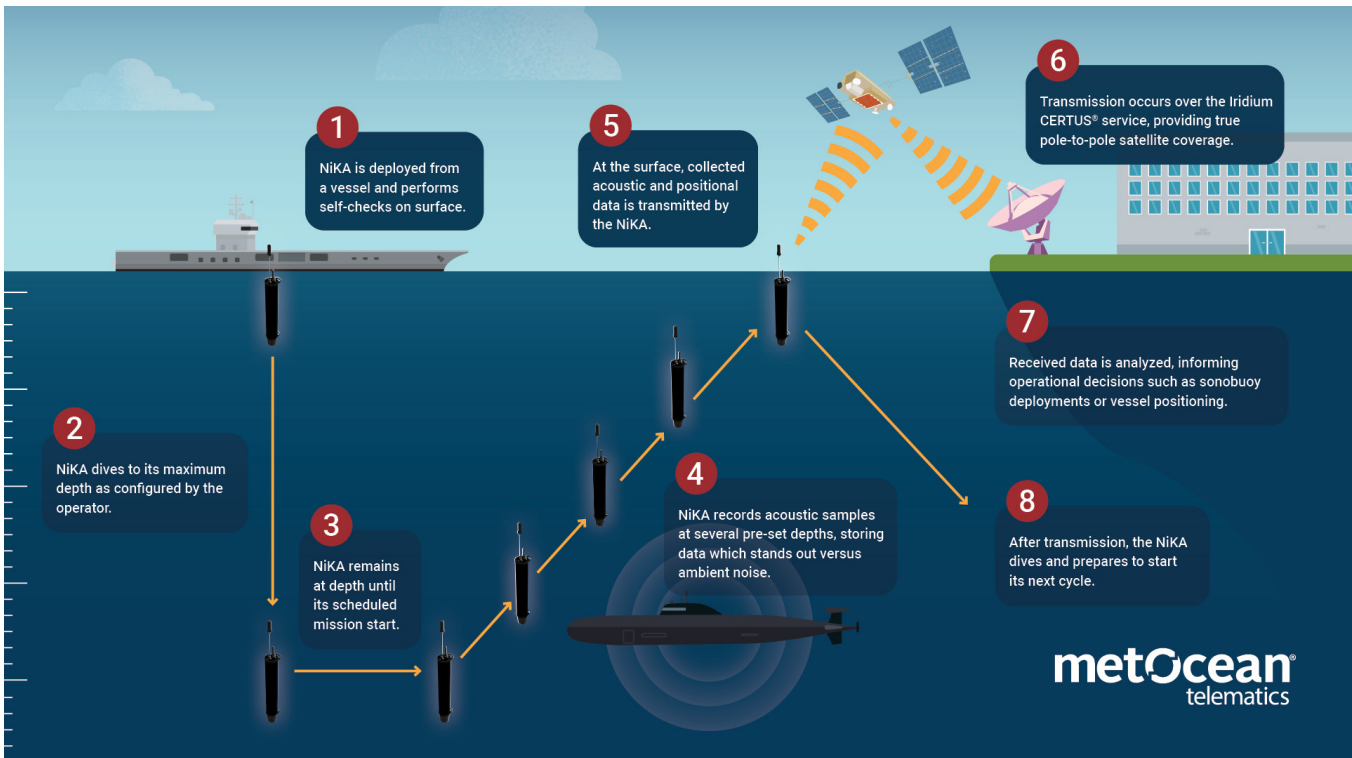 1
NiKA is deployed from
a vessel and performs
self-checks on surface.
2
NiKA dives to its maximum
depth as configured by the
operator.
3
NiKA remains
at depth until
its scheduled
mission start.
4
NiKA records acoustic samples
at several pre-set depths, storing
data which stands out versus
ambient noise.
5
At the surface, collected
acoustic and positional
data is transmitted by
the NiKA.
6
Transmission occurs over the Iridium
CERTUS® service, providing true
pole-to-pole satellite coverage.
7
Received data is analyzed, informing
operational decisions such as sonobuoy
deployments or vessel positioning.
8
After transmission, the NiKA
dives and prepares to start
its next cycle.
metOcean®
telematics